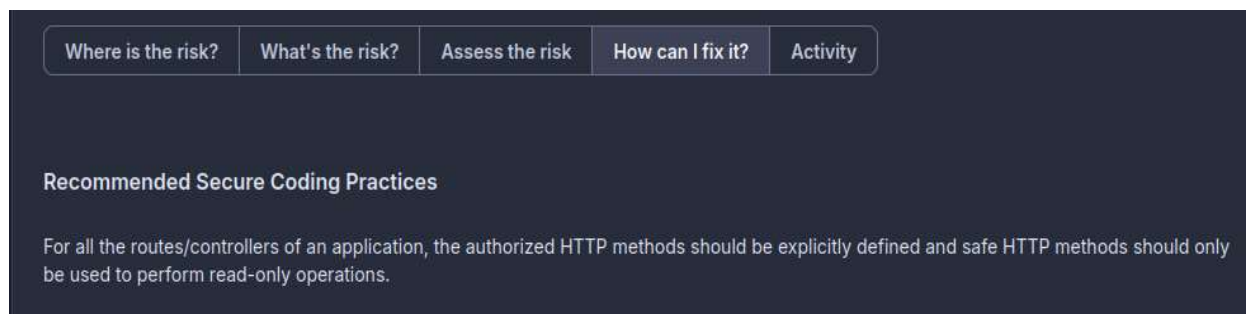 Where is the risk? What's the risk? Assess the risk How can I fix it? Activity
Recommended Secure Coding Practices
For all the routes/controllers of an application, the authorized HTTP methods should be explicitly defined and safe HTTP methods should only
be used to perform read-only operations.